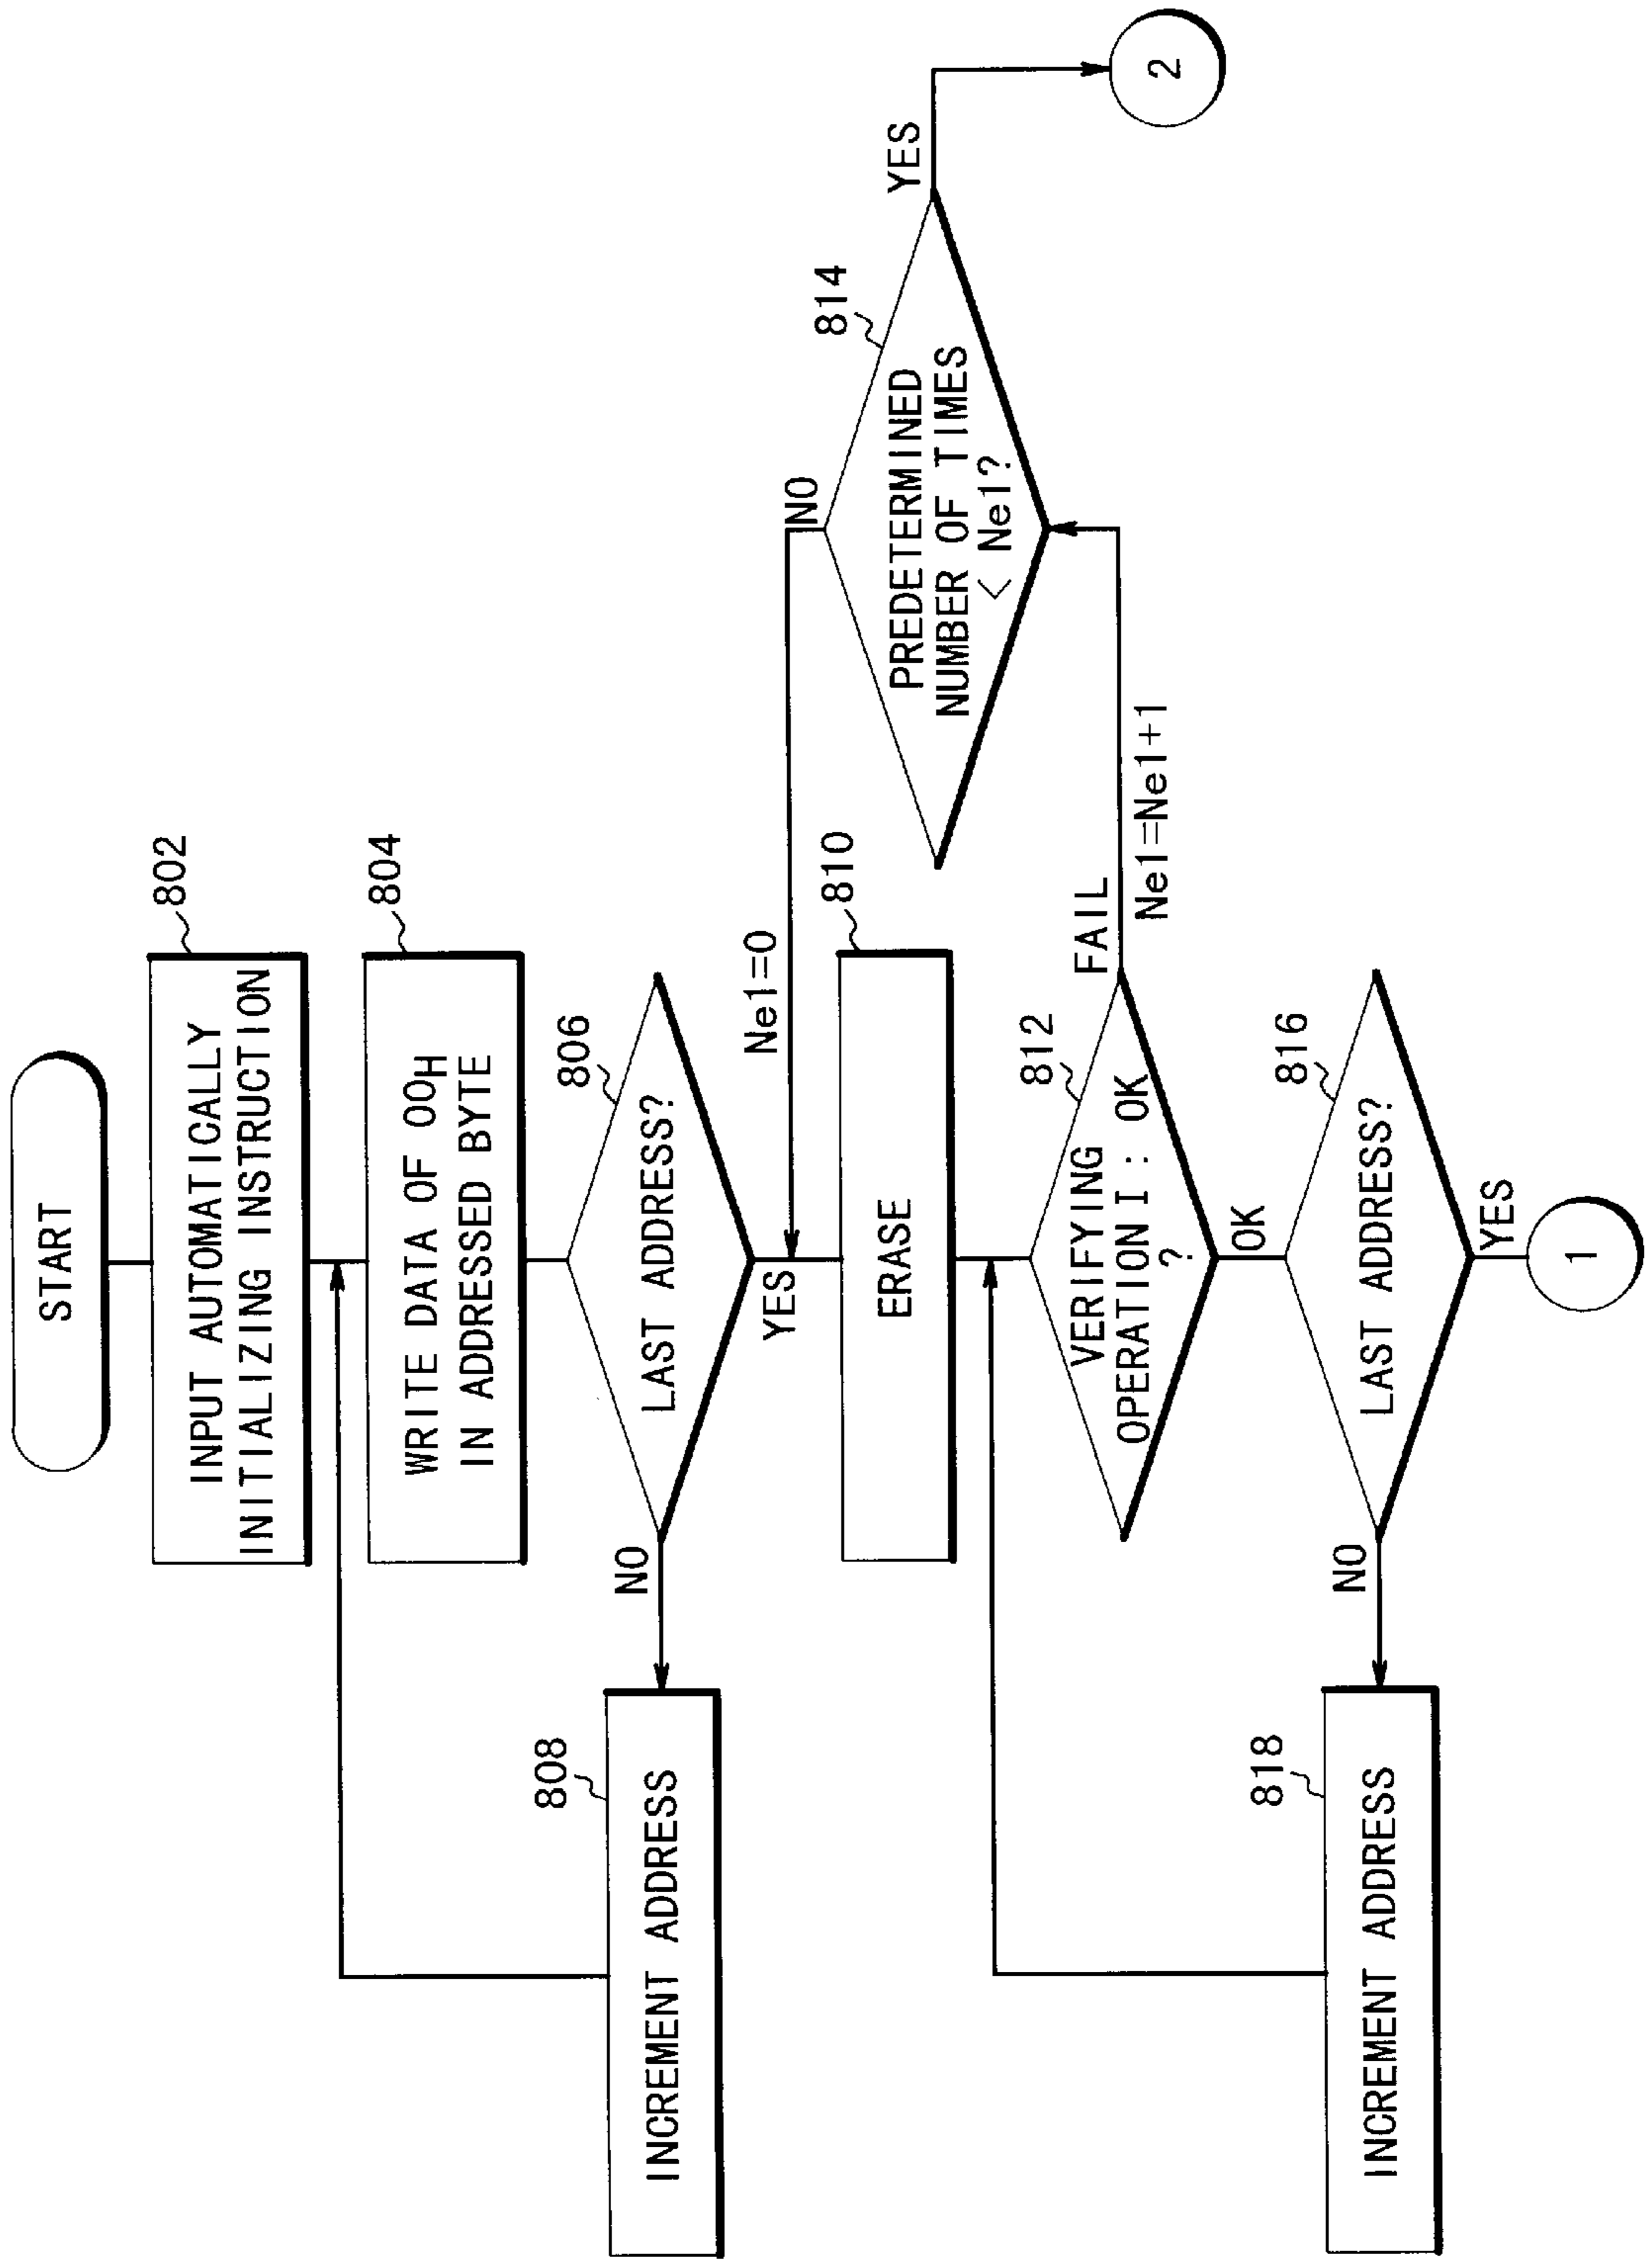 START
802
INPUT AUTOMATICALLY
INITIALIZING INSTRUCTION
804
WRITE DATA OF 00H
IN ADDRESSED BYTE
806
LAST ADDRESS?
NO
YES
808
INCREMENT ADDRESS
Ne1=0
810
ERASE
812
VERIFYING
OPERATION I: OK
?
FAIL
Ne1=Ne1+1
OK
814
PREDETERMINED
NUMBER OF TIMES
< Ne1?
NO
YES
2
816
LAST ADDRESS?
NO
YES
818
INCREMENT ADDRESS
1